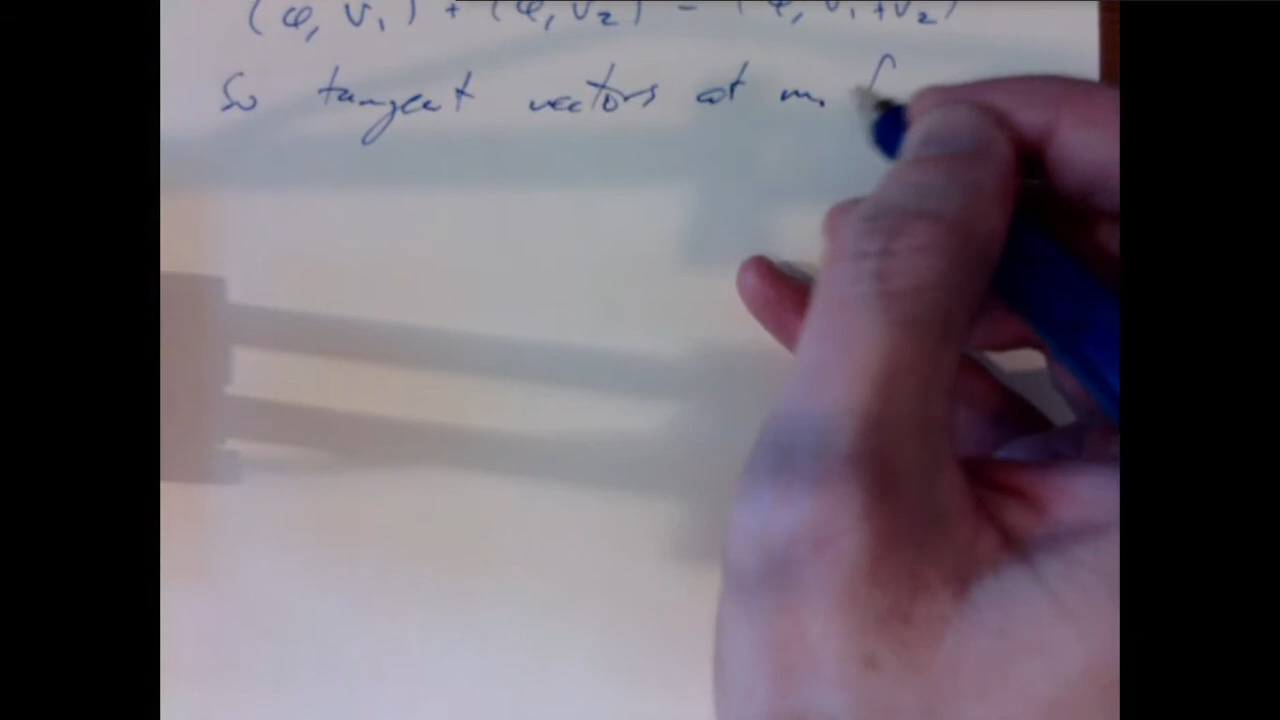 (φ, v₁) + (φ, v₂) = (φ, v₁+v₂)
So tangent vectors at m f